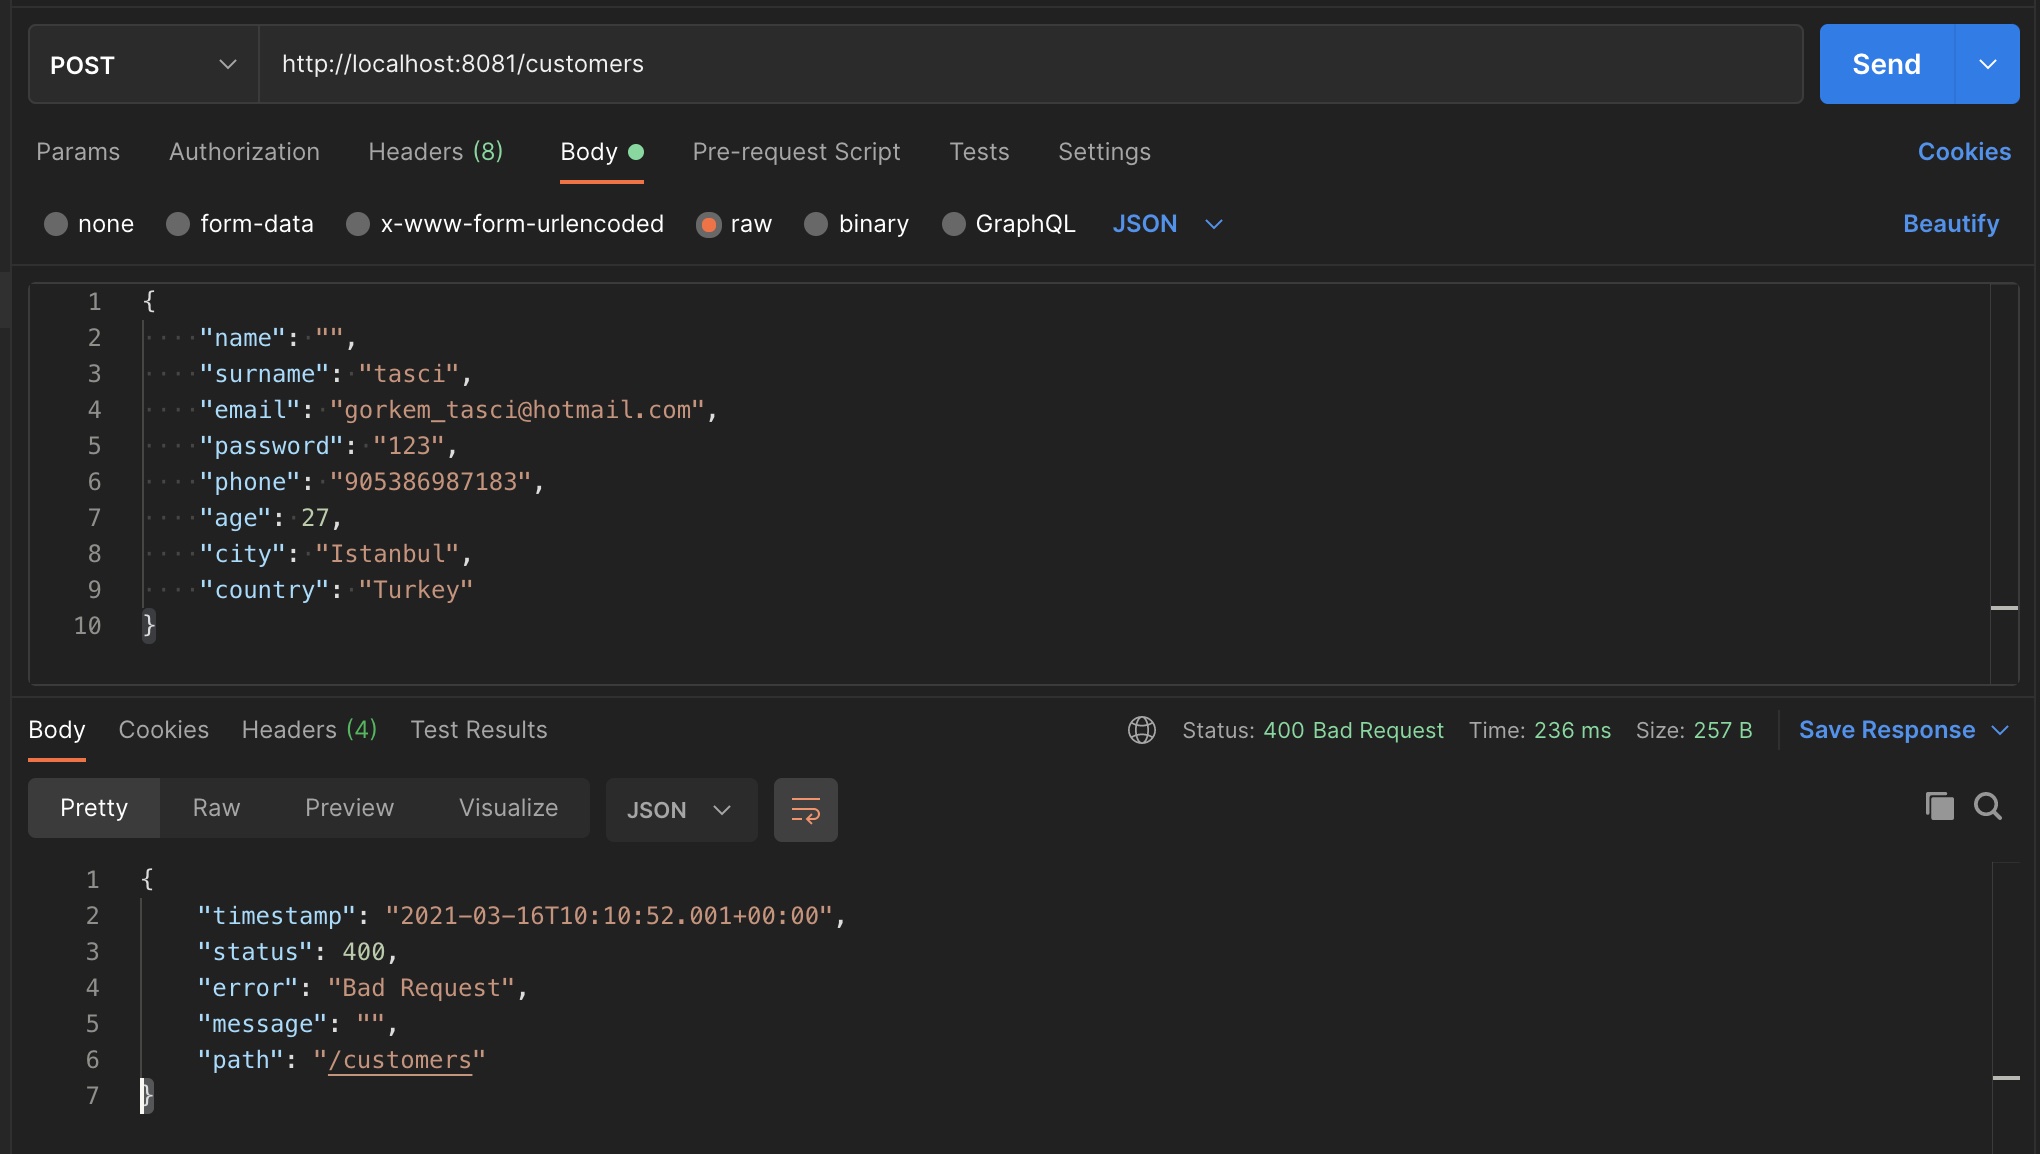 POST http://localhost:8081/customers Send
Params Authorization Headers (8) Body Pre-request Script Tests Settings Cookies
none form-data x-www-form-urlencoded raw binary GraphQL JSON Beautify
1 {
2 "name": "",
3 "surname": "tasci",
4 "email": "gorkem_tasci@hotmail.com",
5 "password": "123",
6 "phone": "905386987183",
7 "age": 27,
8 "city": "Istanbul",
9 "country": "Turkey"
10 }
Body Cookies Headers (4) Test Results Status: 400 Bad Request Time: 236 ms Size: 257 B Save Response
Pretty Raw Preview Visualize JSON
1 {
2 "timestamp": "2021-03-16T10:10:52.001+00:00",
3 "status": 400,
4 "error": "Bad Request",
5 "message": "",
6 "path": "/customers"
7 }